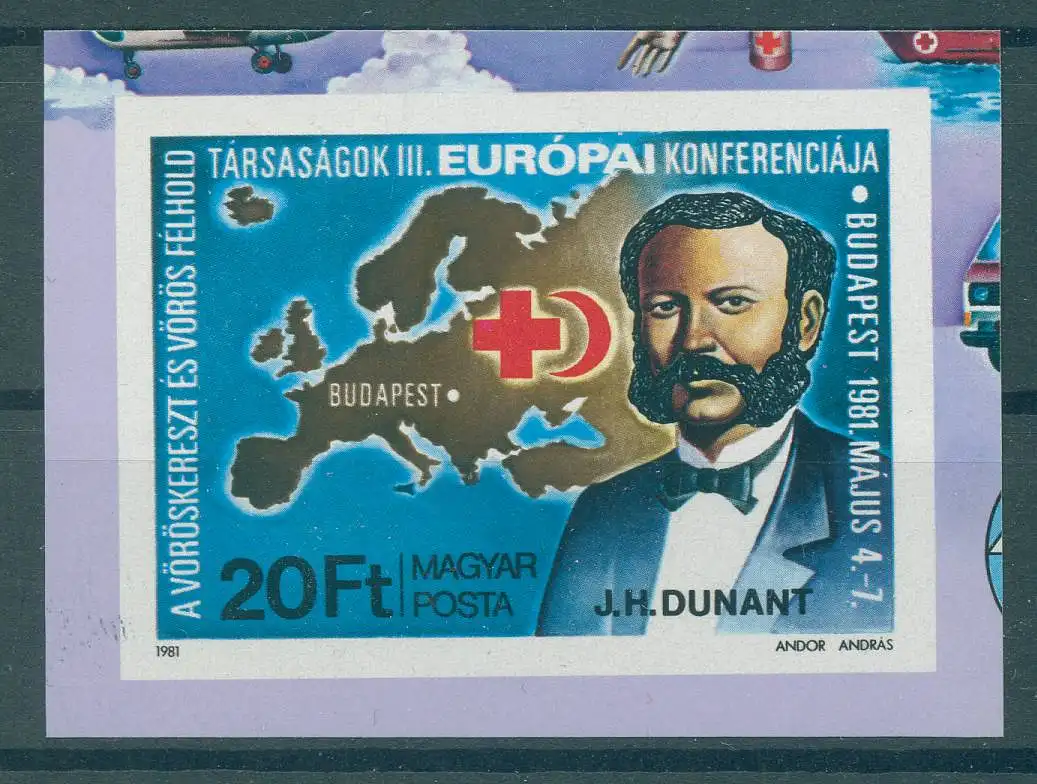 A VÖRÖSKERESZT ÉS VÖRÖS FÉLHOLD
TÁRSASÁGOK III. EURÓPAI KONFERENCIÁJA
• BUDAPEST 1981. MÁJUS 4.–7.
BUDAPEST •
20Ft
MAGYAR
POSTA
J.H.DUNANT
1981
ANDOR ANDRÁS